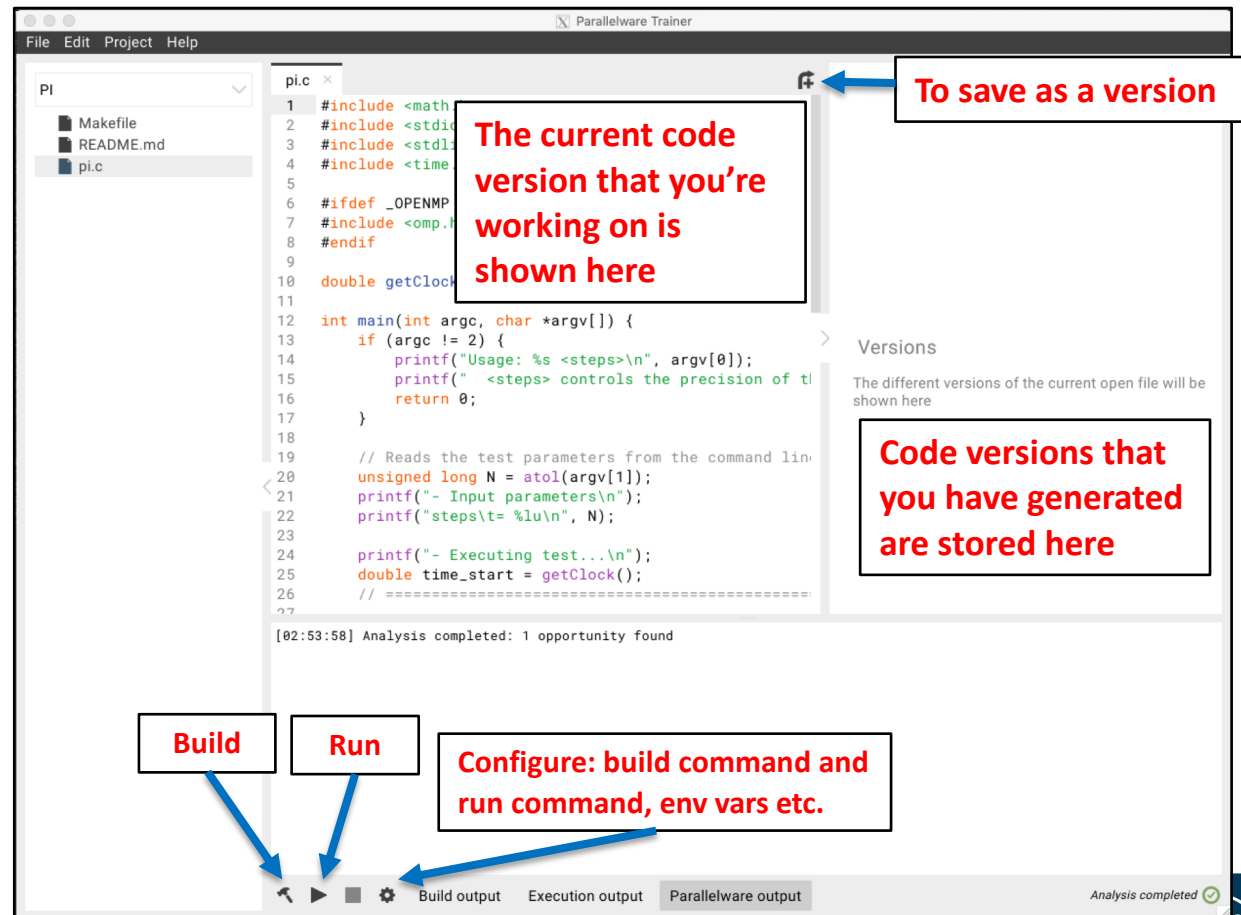 Parallelware Trainer
File Edit Project Help
PI
Makefile
README.md
pi.c
pi.c ×
To save as a version
1 #include <math.
2 #include <stdio
3 #include <stdl
4 #include <time.
5
6 #ifdef _OPENMP
7 #include <omp.h
8 #endif
9
10 double getClock
11
12 int main(int argc, char *argv[]) {
13 if (argc != 2) {
14 printf("Usage: %s <steps>\n", argv[0]);
15 printf("  <steps> controls the precision of t
16 return 0;
17 }
18
19 // Reads the test parameters from the command lin
20 unsigned long N = atol(argv[1]);
21 printf("- Input parameters\n");
22 printf("steps\t= %lu\n", N);
23
24 printf("- Executing test...\n");
25 double time_start = getClock();
26 // ================================================
27
The current code
version that you're
working on is
shown here
Versions
The different versions of the current open file will be
shown here
Code versions that
you have generated
are stored here
[02:53:58] Analysis completed: 1 opportunity found
Build
Run
Configure: build command and
run command, env vars etc.
Build output Execution output Parallelware output Analysis completed